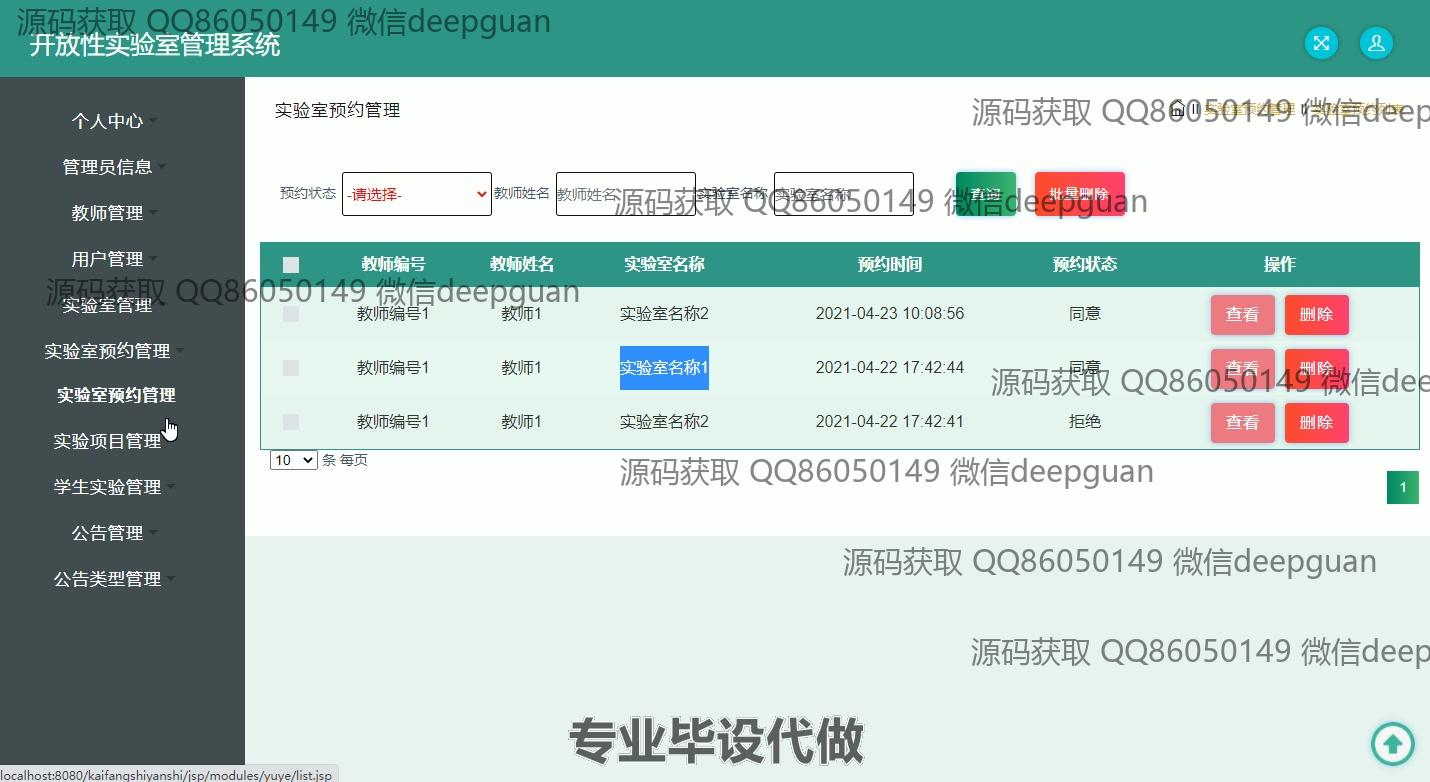 源码获取 QQ86050149 微信deepguan
开放性实验室管理系统
个人中心
管理员信息
教师管理
用户管理
实验室管理
实验室预约管理
实验室预约管理
实验项目管理
学生实验管理
公告管理
公告类型管理
源码获取 QQ86050149 微信deepguan
实验室预约管理
实验室预约管理
实验室预约列表
源码获取 QQ86050149 微信deep
预约状态 -请选择- 教师姓名 教师姓名 实验室名称 实验室名称 查询 批量删除
源码获取 QQ86050149 微信deepguan
教师编号 教师姓名 实验室名称 预约时间 预约状态 操作
教师编号1 教师1 实验室名称2 2021-04-23 10:08:56 同意 查看 删除
教师编号1 教师1 实验室名称1 2021-04-22 17:42:44 同意 查看 删除
源码获取 QQ86050149 微信dee
教师编号1 教师1 实验室名称2 2021-04-22 17:42:41 拒绝 查看 删除
10 条 每页
源码获取 QQ86050149 微信deepguan
1
源码获取 QQ86050149 微信deepguan
源码获取 QQ86050149 微信deep
专业毕设代做
localhost:8080/kaifangshiyanshi/jsp/modules/yuye/list.jsp